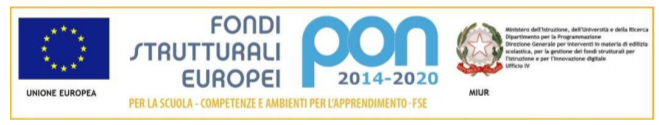 UNIONE EUROPEA
FONDI
STRUTTURALI
EUROPEI
pon
2014-2020
PER LA SCUOLA - COMPETENZE E AMBIENTI PER L'APPRENDIMENTO-FSE
MIUR
Ministero dell'Istruzione, dell'Università e della Ricerca
Dipartimento per la Programmazione
Direzione Generale per interventi in materia di edilizia
scolastica, per la gestione dei fondi strutturali per
l'istruzione e per l'innovazione digitale
Ufficio IV